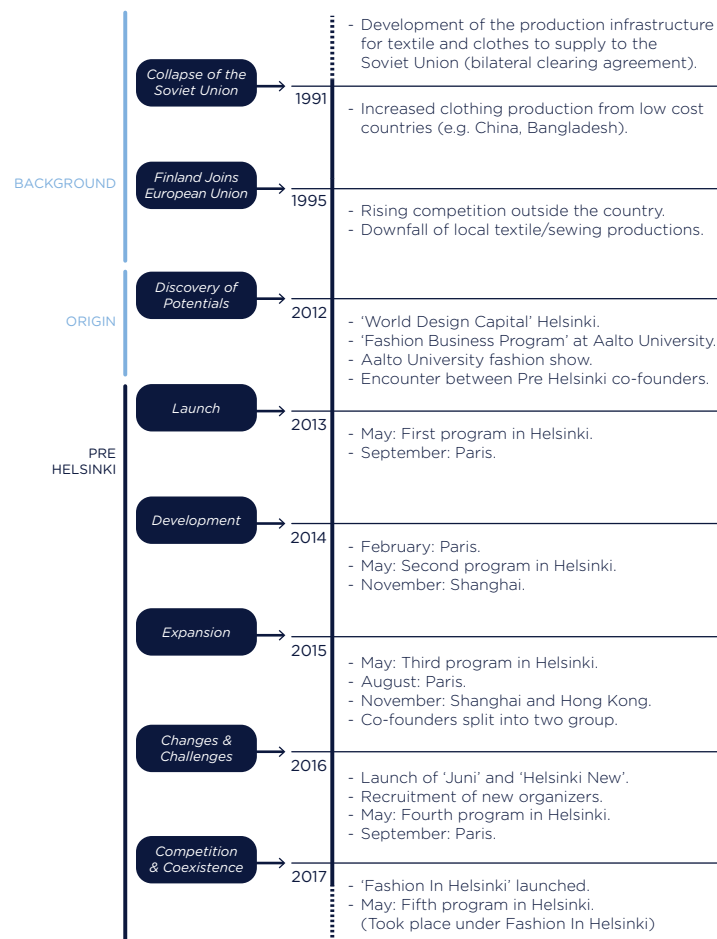 - Development of the production infrastructure
for textile and clothes to supply to the
Soviet Union (bilateral clearing agreement).
Collapse of the
Soviet Union
1991
- Increased clothing production from low cost
countries (e.g. China, Bangladesh).
BACKGROUND
Finland Joins
European Union
1995
- Rising competition outside the country.
- Downfall of local textile/sewing productions.
ORIGIN
Discovery of
Potentials
2012
- ‘World Design Capital’ Helsinki.
- ‘Fashion Business Program’ at Aalto University.
- Aalto University fashion show.
- Encounter between Pre Helsinki co-founders.
PRE
HELSINKI
Launch
2013
- May: First program in Helsinki.
- September: Paris.
Development
2014
- February: Paris.
- May: Second program in Helsinki.
- November: Shanghai.
Expansion
2015
- May: Third program in Helsinki.
- August: Paris.
- November: Shanghai and Hong Kong.
- Co-founders split into two group.
Changes &
Challenges
2016
- Launch of ‘Juni’ and ‘Helsinki New’.
- Recruitment of new organizers.
- May: Fourth program in Helsinki.
- September: Paris.
Competition
& Coexistence
2017
- ‘Fashion In Helsinki’ launched.
- May: Fifth program in Helsinki.
(Took place under Fashion In Helsinki)